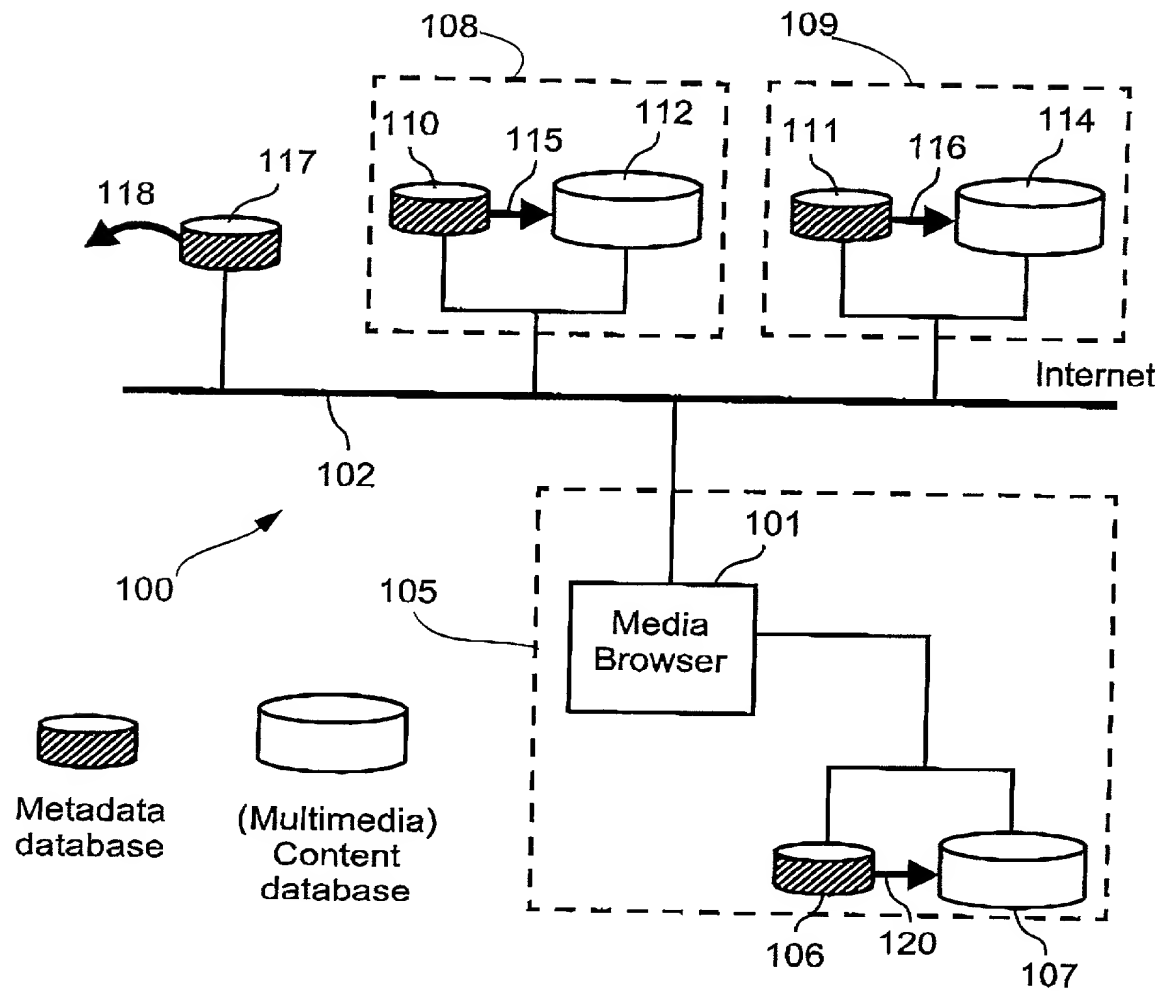 108
109
110
115
112
111
116
114
117
118
Internet
102
100
105
101
Media
Browser
Metadata
database
(Multimedia)
Content
database
106
120
107